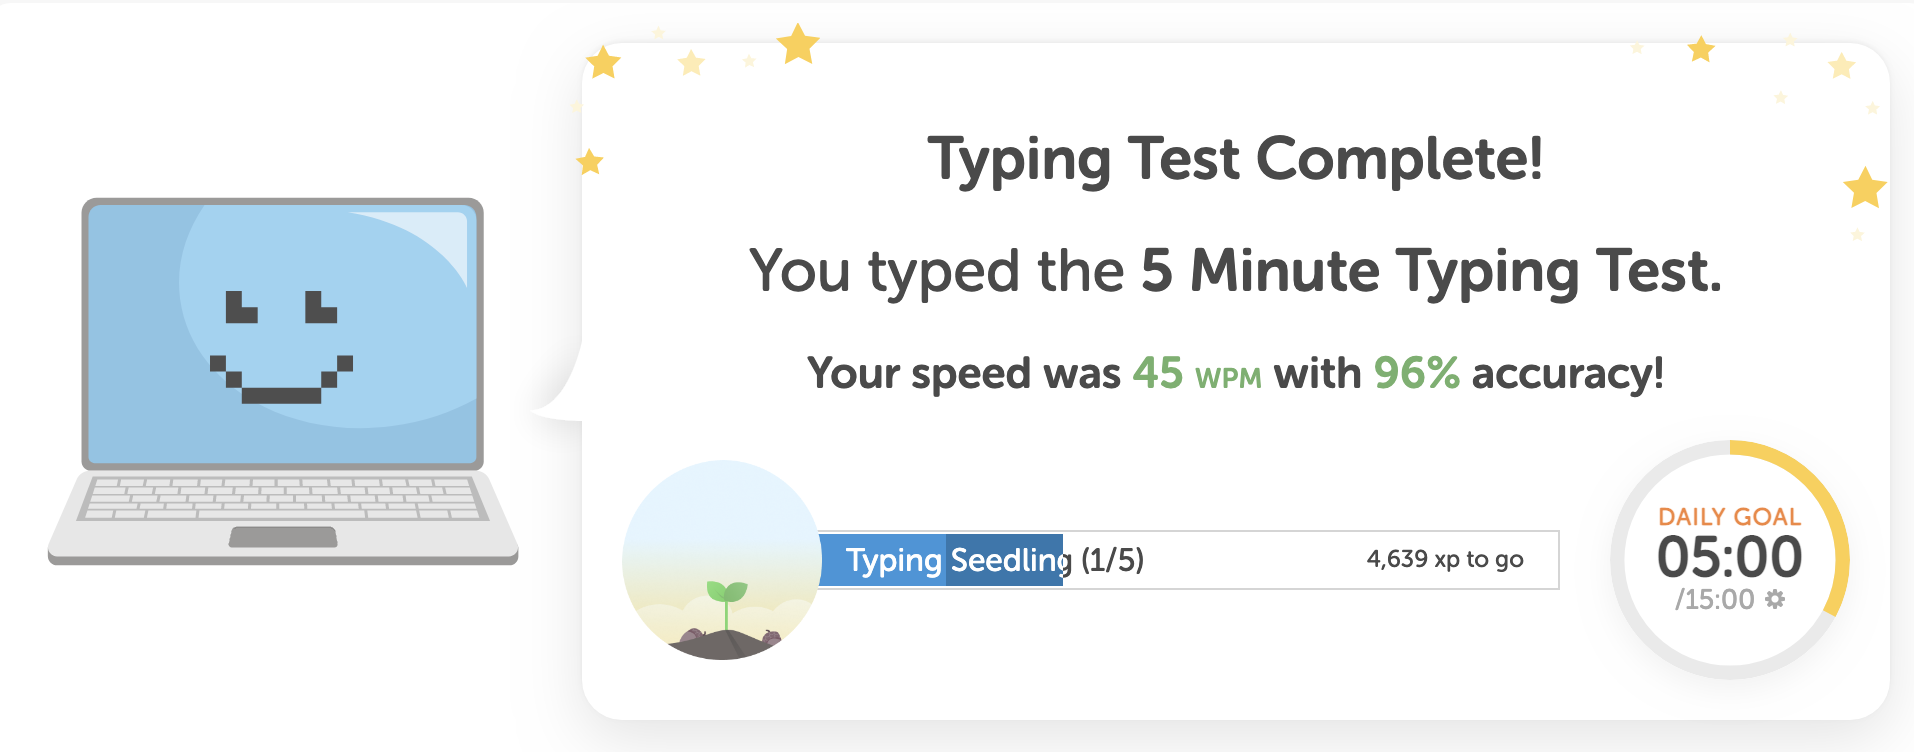 Typing Test Complete!
You typed the 5 Minute Typing Test.
Your speed was 45 WPM with 96% accuracy!
Typing Seedling (1/5)
4,639 xp to go
DAILY GOAL
05:00
/15:00